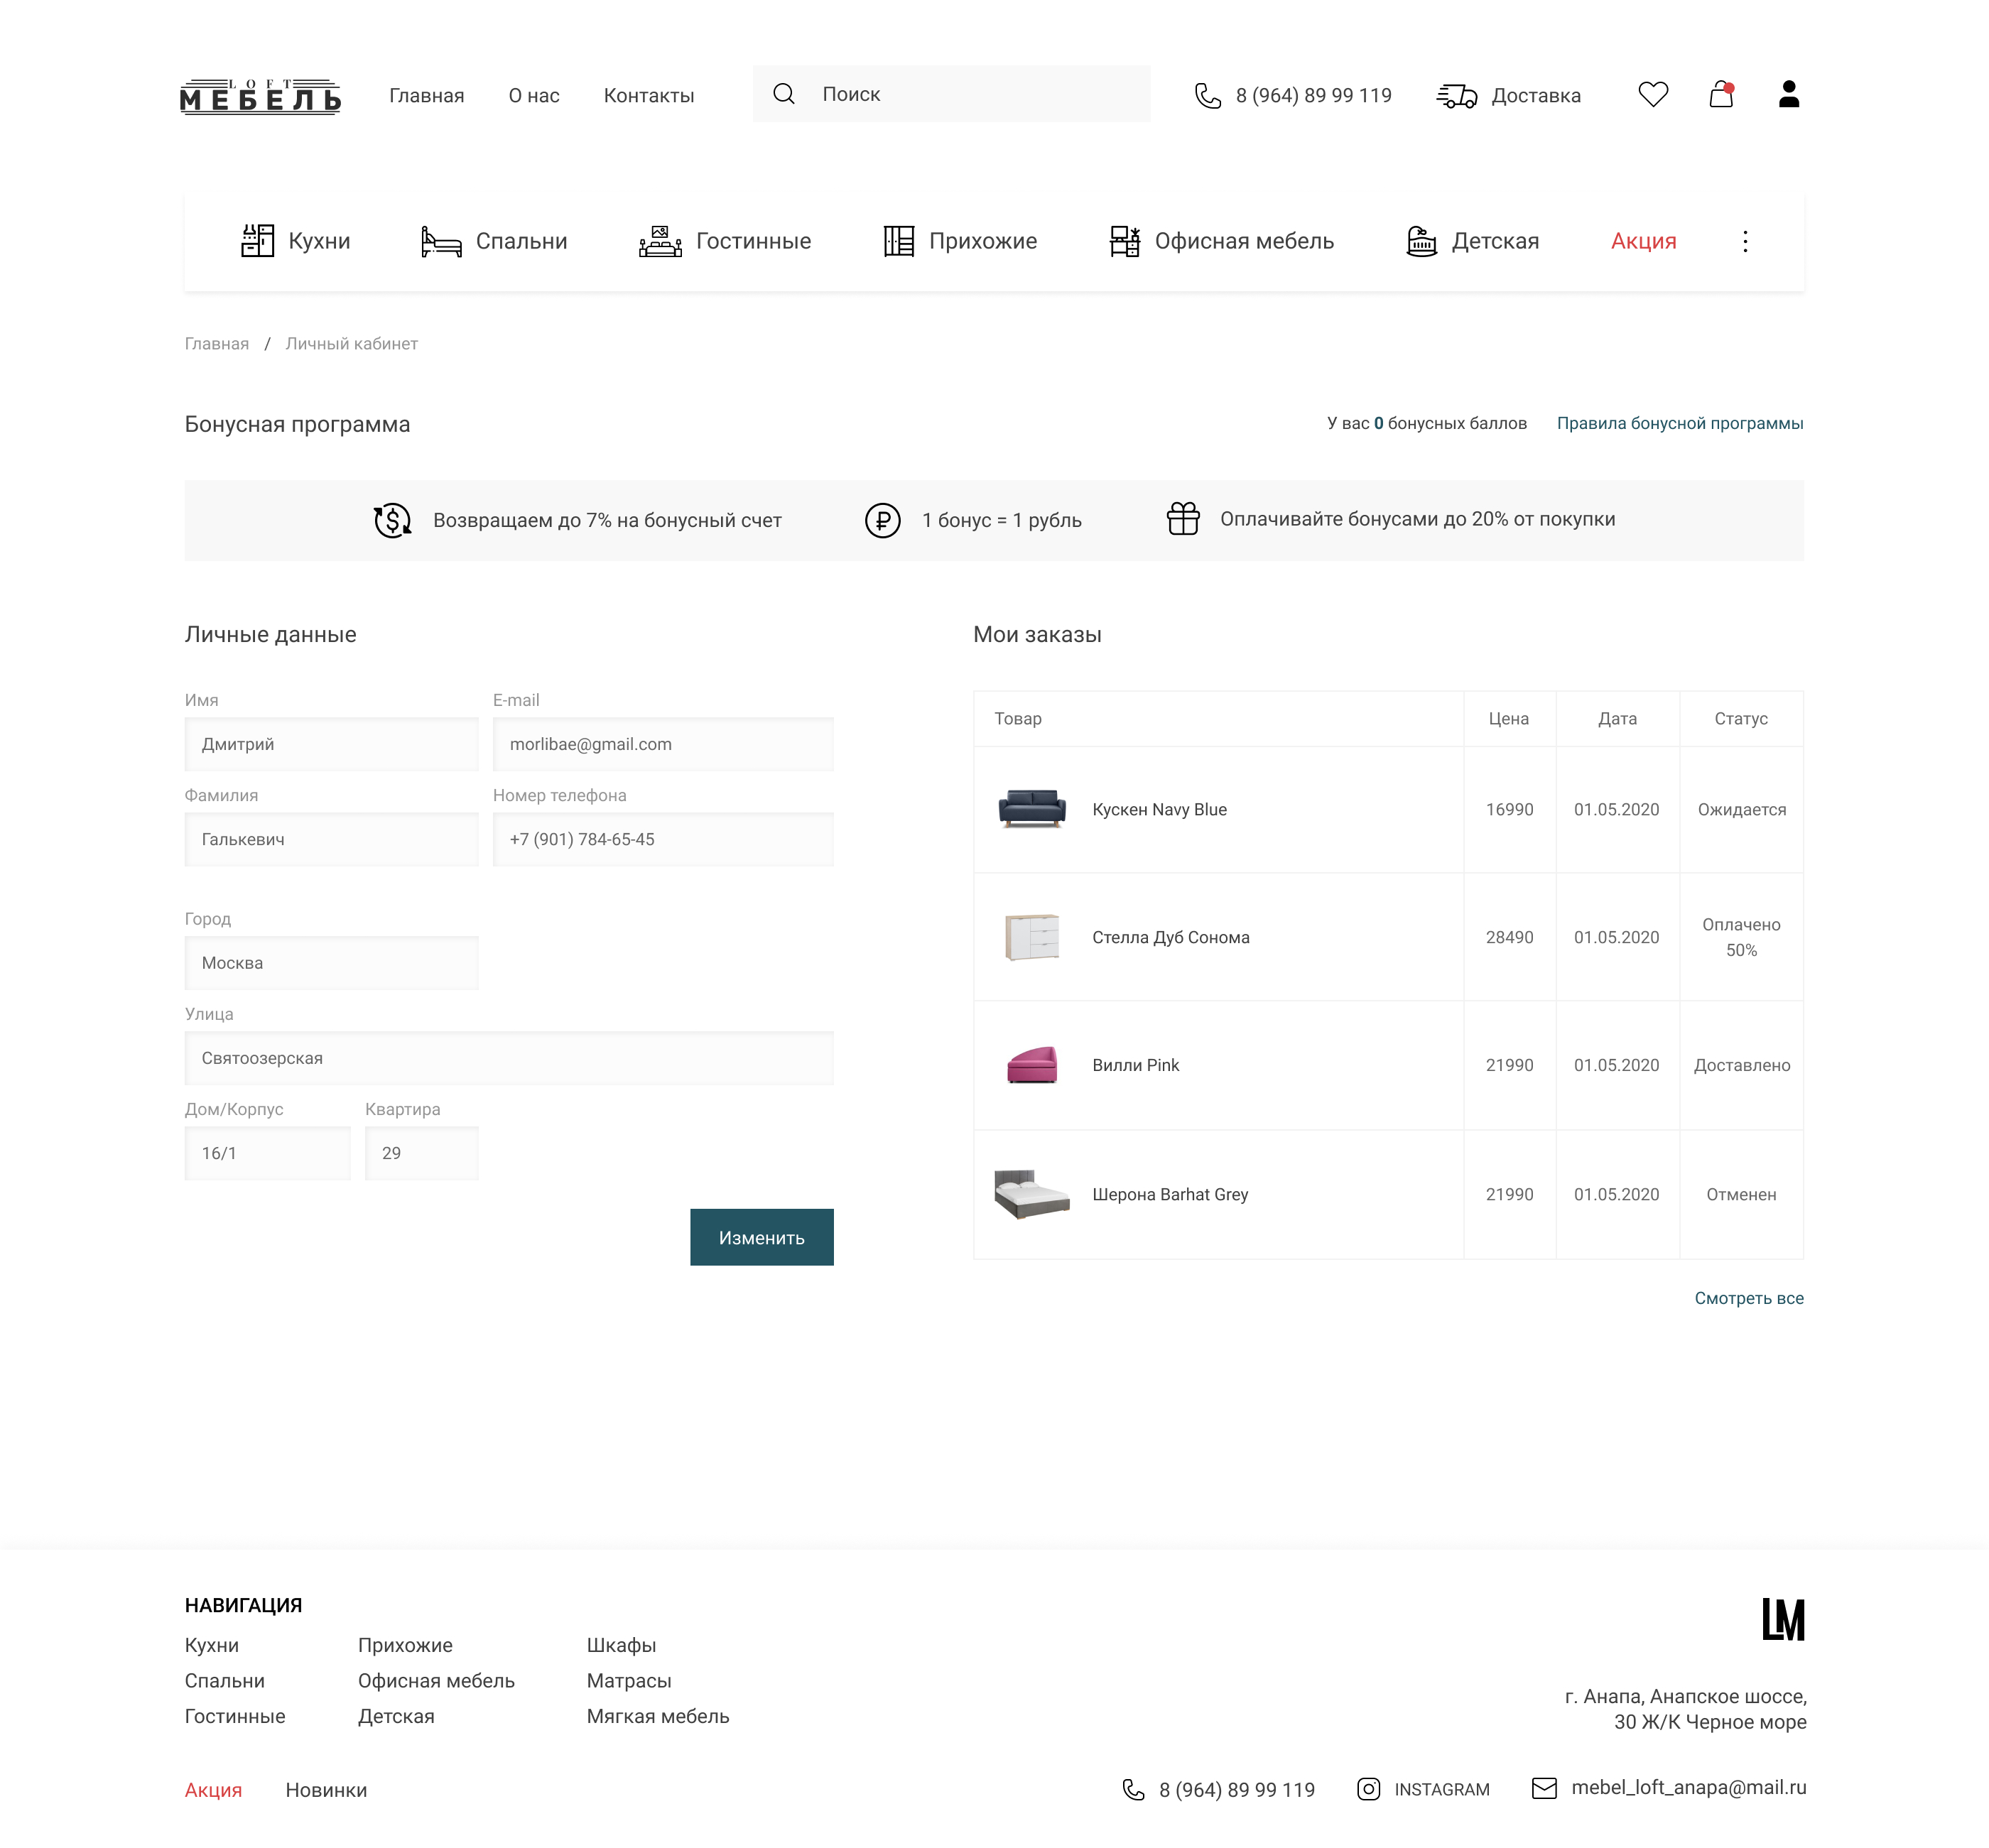 LOFT
МЕБЕЛЬ
Главная
О нас
Контакты
Поиск
8 (964) 89 99 119
Доставка
Кухни
Спальни
Гостинные
Прихожие
Офисная мебель
Детская
Акция
Главная / Личный кабинет
Бонусная программа
У вас 0 бонусных баллов
Правила бонусной программы
Возвращаем до 7% на бонусный счет
1 бонус = 1 рубль
Оплачивайте бонусами до 20% от покупки
Личные данные
Имя
E-mail
Дмитрий
morlibae@gmail.com
Фамилия
Номер телефона
Галькевич
+7 (901) 784-65-45
Город
Москва
Улица
Святоозерская
Дом/Корпус
Квартира
16/1
29
Изменить
Мои заказы
Товар
Цена
Дата
Статус
Кускен Navy Blue
16990
01.05.2020
Ожидается
Стелла Дуб Сонома
28490
01.05.2020
Оплачено
50%
Вилли Pink
21990
01.05.2020
Доставлено
Шерона Barhat Grey
21990
01.05.2020
Отменен
Смотреть все
НАВИГАЦИЯ
Кухни
Прихожие
Шкафы
Спальни
Офисная мебель
Матрасы
Гостинные
Детская
Мягкая мебель
Акция
Новинки
LM
г. Анапа, Анапское шоссе,
30 Ж/К Черное море
8 (964) 89 99 119
INSTAGRAM
mebel_loft_anapa@mail.ru